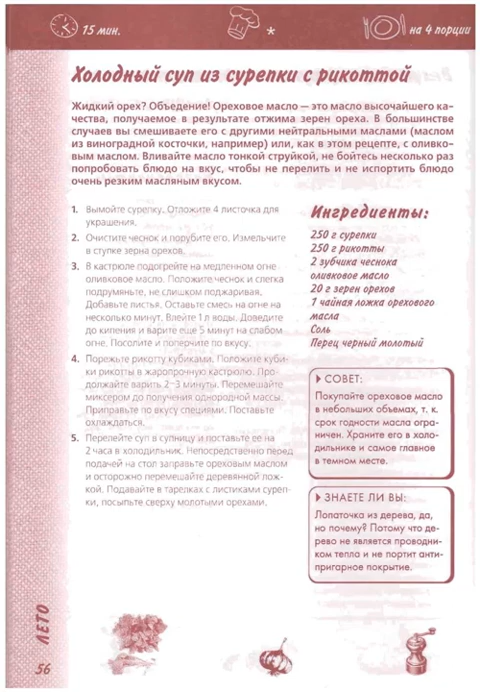 15 мин.
*
на 4 порции
Холодный суп из сурепки с рикоттой
Жидкий орех? Объедение! Ореховое масло — это масло высочайшего ка-
чества, получаемое в результате отжима зерен ореха. В большинстве
случаев вы смешиваете его с другими нейтральными маслами (маслом
из виноградной косточки, например) или, как в этом рецепте, с оливко-
вым маслом. Вливайте масло тонкой струйкой, не бойтесь несколько раз
попробовать блюдо на вкус, чтобы не перелить и не испортить блюдо
очень резким масляным вкусом.
1. Вымойте сурепку. Отложите 4 листочка для
украшения.
2. Очистите чеснок и порубите его. Измельчите
в ступке зерна орехов.
3. В кастрюле подогрейте на медленном огне
оливковое масло. Положите чеснок и слегка
подрумяньте, не слишком поджаривая.
Добавьте листья. Оставьте смесь на огне на
несколько минут. Влейте 1 л воды. Доведите
до кипения и варите еще 5 минут на слабом
огне. Посолите и поперчите по вкусу.
4. Порежьте рикотту кубиками. Положите куби-
ки рикотты в жаропрочную кастрюлю. Про-
должайте варить 2–3 минуты. Перемешайте
миксером до получения однородной массы.
Приправьте по вкусу специями. Поставьте
охлаждаться.
5. Перелейте суп в супницу и поставьте ее на
2 часа в холодильник. Непосредственно перед
подачей на стол заправьте ореховым маслом
и осторожно перемешайте деревянной лож-
кой. Подавайте в тарелках с листиками суреп-
ки, посыпьте сверху молотыми орехами.
Ингредиенты:
250 г сурепки
250 г рикотты
2 зубчика чеснока
оливковое масло
20 г зерен орехов
1 чайная ложка орехового
масла
Соль
Перец черный молотый
СОВЕТ:
Покупайте ореховое масло
в небольших объемах, т. к.
срок годности масла огра-
ничен. Храните его в холо-
дильнике и самое главное
в темном месте.
ЗНАЕТЕ ЛИ ВЫ:
Лопаточка из дерева, да,
но почему? Потому что де-
рево не является проводни-
ком тепла и не портит анти-
пригарное покрытие.
ЛЕТО
56